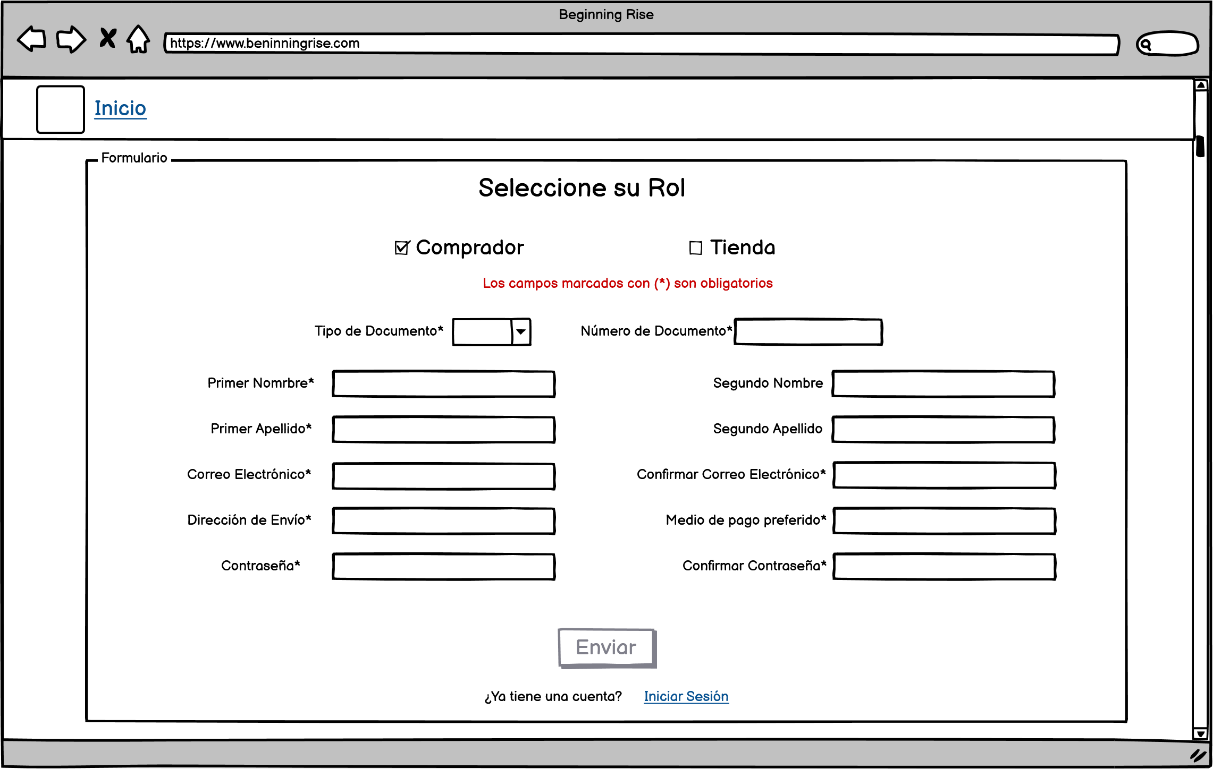 Beginning Rise
https://www.beninningrise.com
Inicio
Formulario
Seleccione su Rol
Comprador Tienda
Los campos marcados con (*) son obligatorios
Tipo de Documento* Número de Documento*
Primer Nomrbre* Segundo Nombre
Primer Apellido* Segundo Apellido
Correo Electrónico* Confirmar Correo Electrónico*
Dirección de Envío* Medio de pago preferido*
Contraseña* Confirmar Contraseña*
Enviar
¿Ya tiene una cuenta? Iniciar Sesión